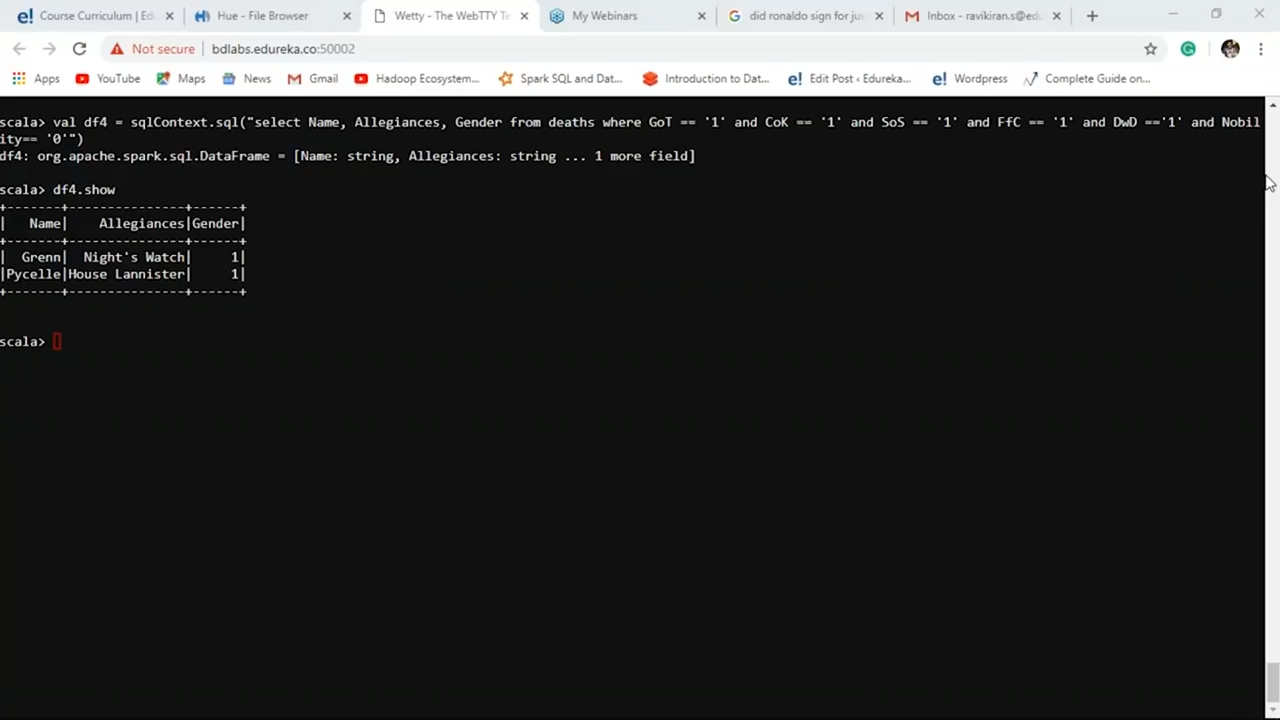 Course Curriculum | Ed
Hue - File Browser
Wetty - The WebTTY Te
My Webinars
did ronaldo sign for ju
Inbox - ravikiran.s@edu
Not secure | bdlabs.edureka.co:50002
Apps
YouTube
Maps
News
Gmail
Hadoop Ecosystem...
Spark SQL and Dat...
Introduction to Dat...
Edit Post ‹ Edureka...
Wordpress
Complete Guide on...
scala> val df4 = sqlContext.sql("select Name, Allegiances, Gender from deaths where GoT == '1' and CoK == '1' and SoS == '1' and FfC == '1' and DwD =='1' and Nobil
ity== '0'")
df4: org.apache.spark.sql.DataFrame = [Name: string, Allegiances: string ... 1 more field]
scala> df4.show
+-------+---------------+------+
|   Name|    Allegiances|Gender|
+-------+---------------+------+
|  Grenn|  Night's Watch|     1|
|Pycelle|House Lannister|     1|
+-------+---------------+------+
scala>